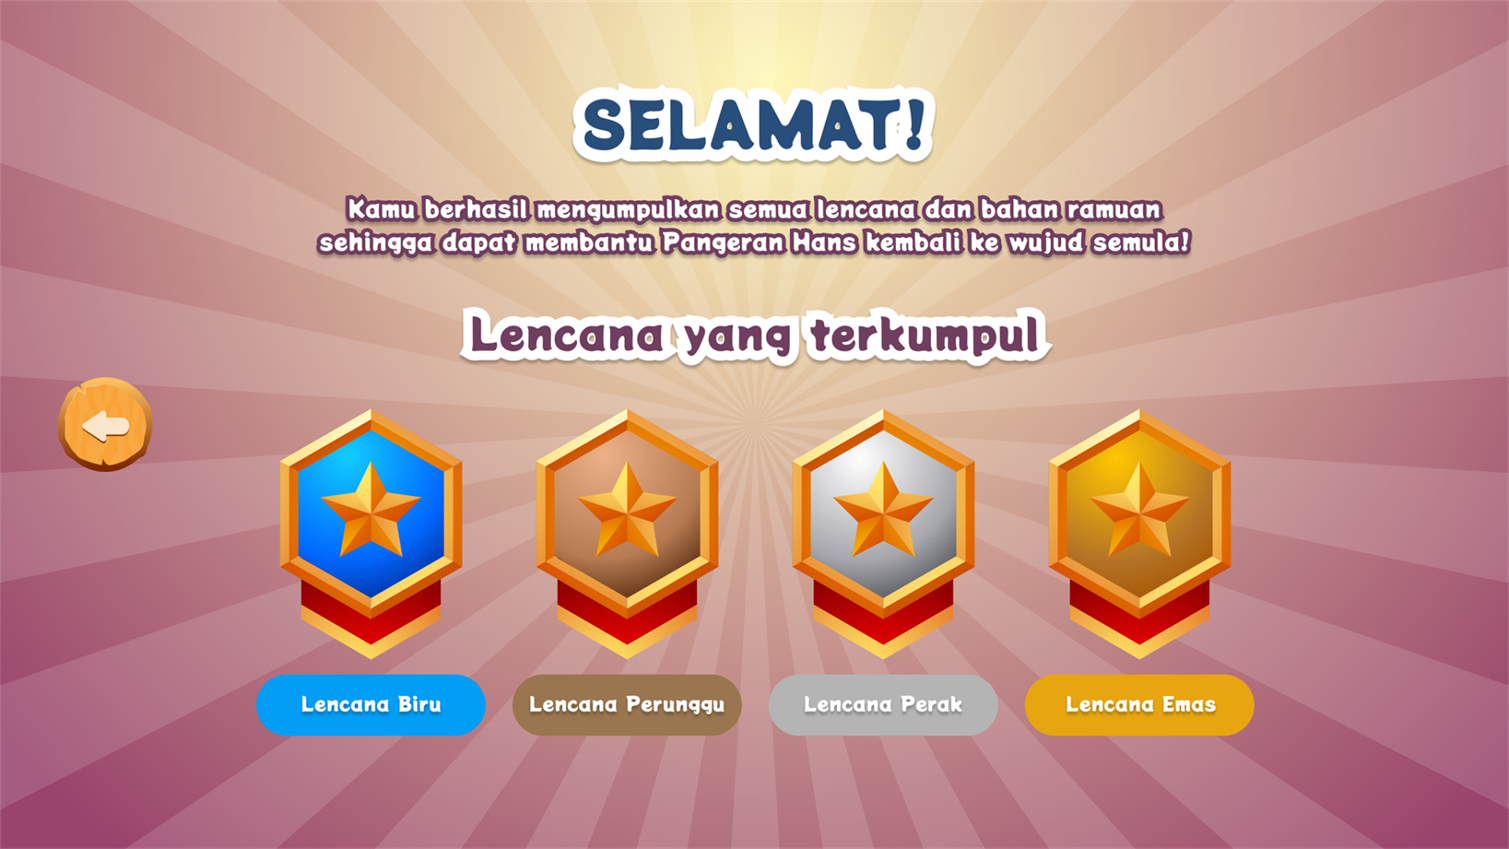 SELAMAT!
Kamu berhasil mengumpulkan semua lencana dan bahan ramuan
sehingga dapat membantu Pangeran Hans kembali ke wujud semula!
Lencana yang terkumpul
Lencana Biru
Lencana Perunggu
Lencana Perak
Lencana Emas